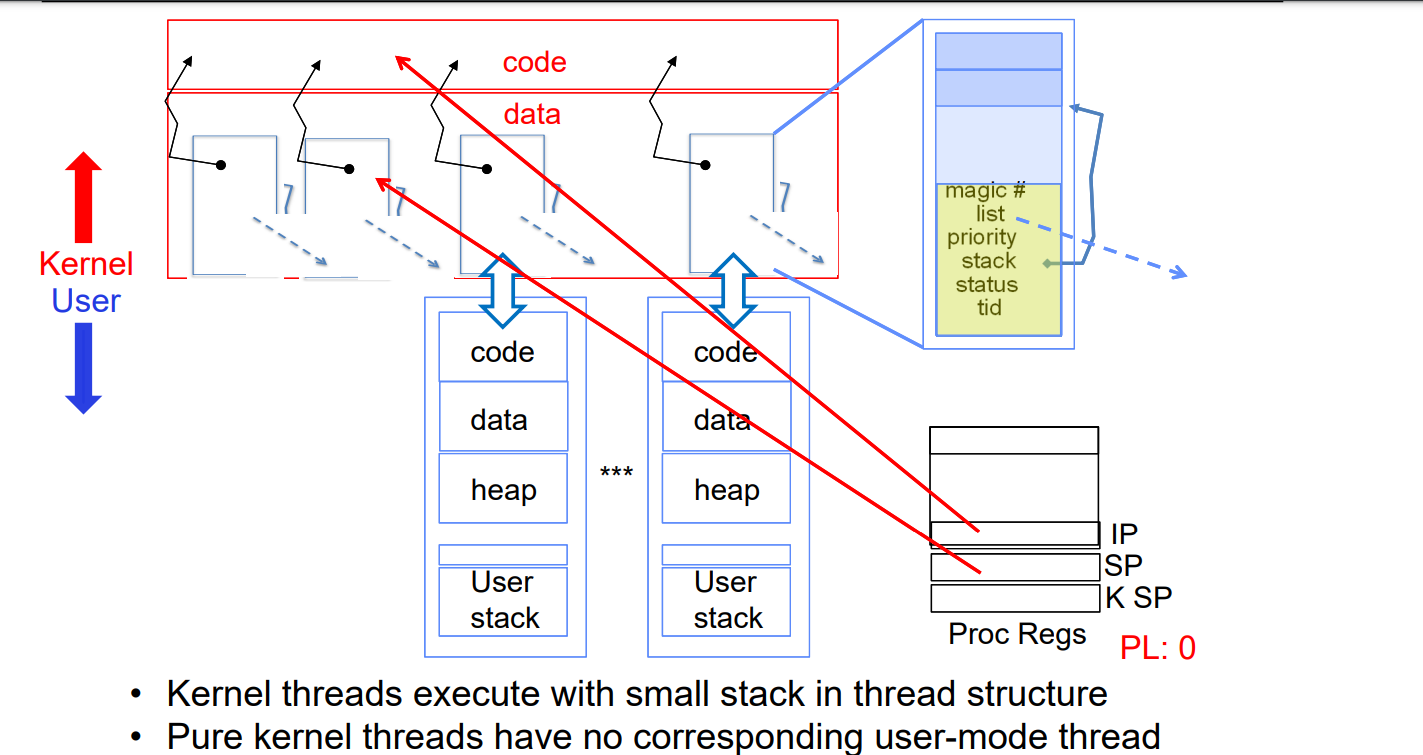 code
data
magic #
list
priority
stack
status
tid
Kernel
User
code
data
heap
User
stack
***
code
data
heap
User
stack
IP
SP
K SP
Proc Regs
PL: 0
• Kernel threads execute with small stack in thread structure
• Pure kernel threads have no corresponding user-mode thread